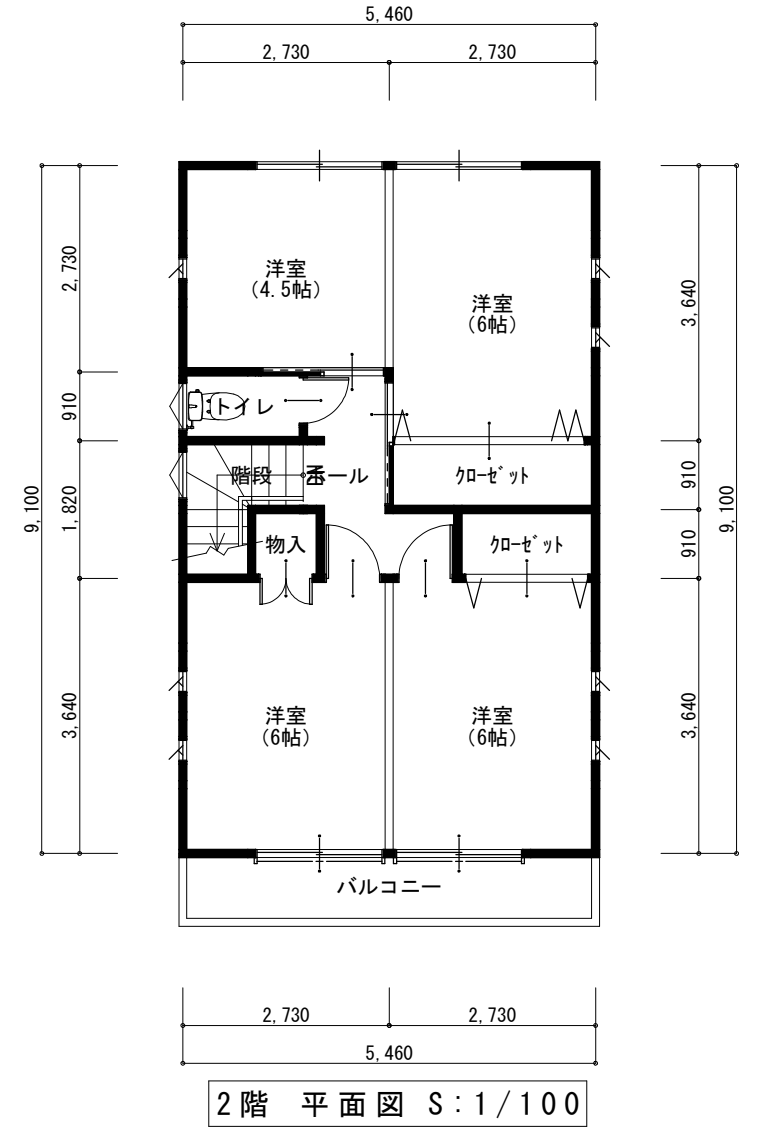 5,460
2,730
2,730
2,730
910
1,820
3,640
9,100
3,640
910
910
3,640
9,100
洋室
(4.5帖)
洋室
(6帖)
トイレ
階段
ホール
クローゼット
物入
クローゼット
洋室
(6帖)
洋室
(6帖)
バルコニー
2,730
2,730
5,460
2階 平面図 S:1/100